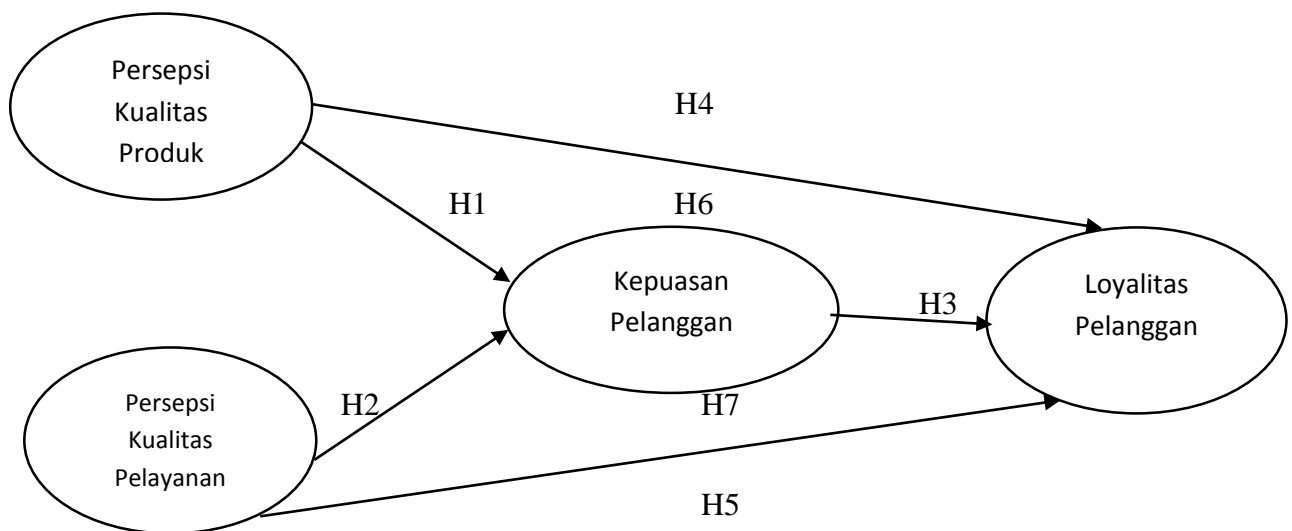 Persepsi
Kualitas
Produk
H4
H1
H6
Kepuasan
Pelanggan
H3
Loyalitas
Pelanggan
Persepsi
Kualitas
Pelayanan
H2
H7
H5